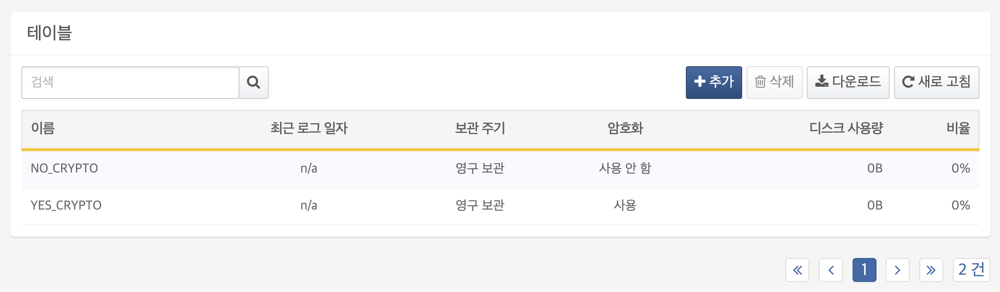 테이블
검색
추가 삭제 다운로드 새로 고침
이름 최근 로그 일자 보관 주기 암호화 디스크 사용량 비율
NO_CRYPTO n/a 영구 보관 사용 안 함 0B 0%
YES_CRYPTO n/a 영구 보관 사용 0B 0%
« < 1 > » 2 건